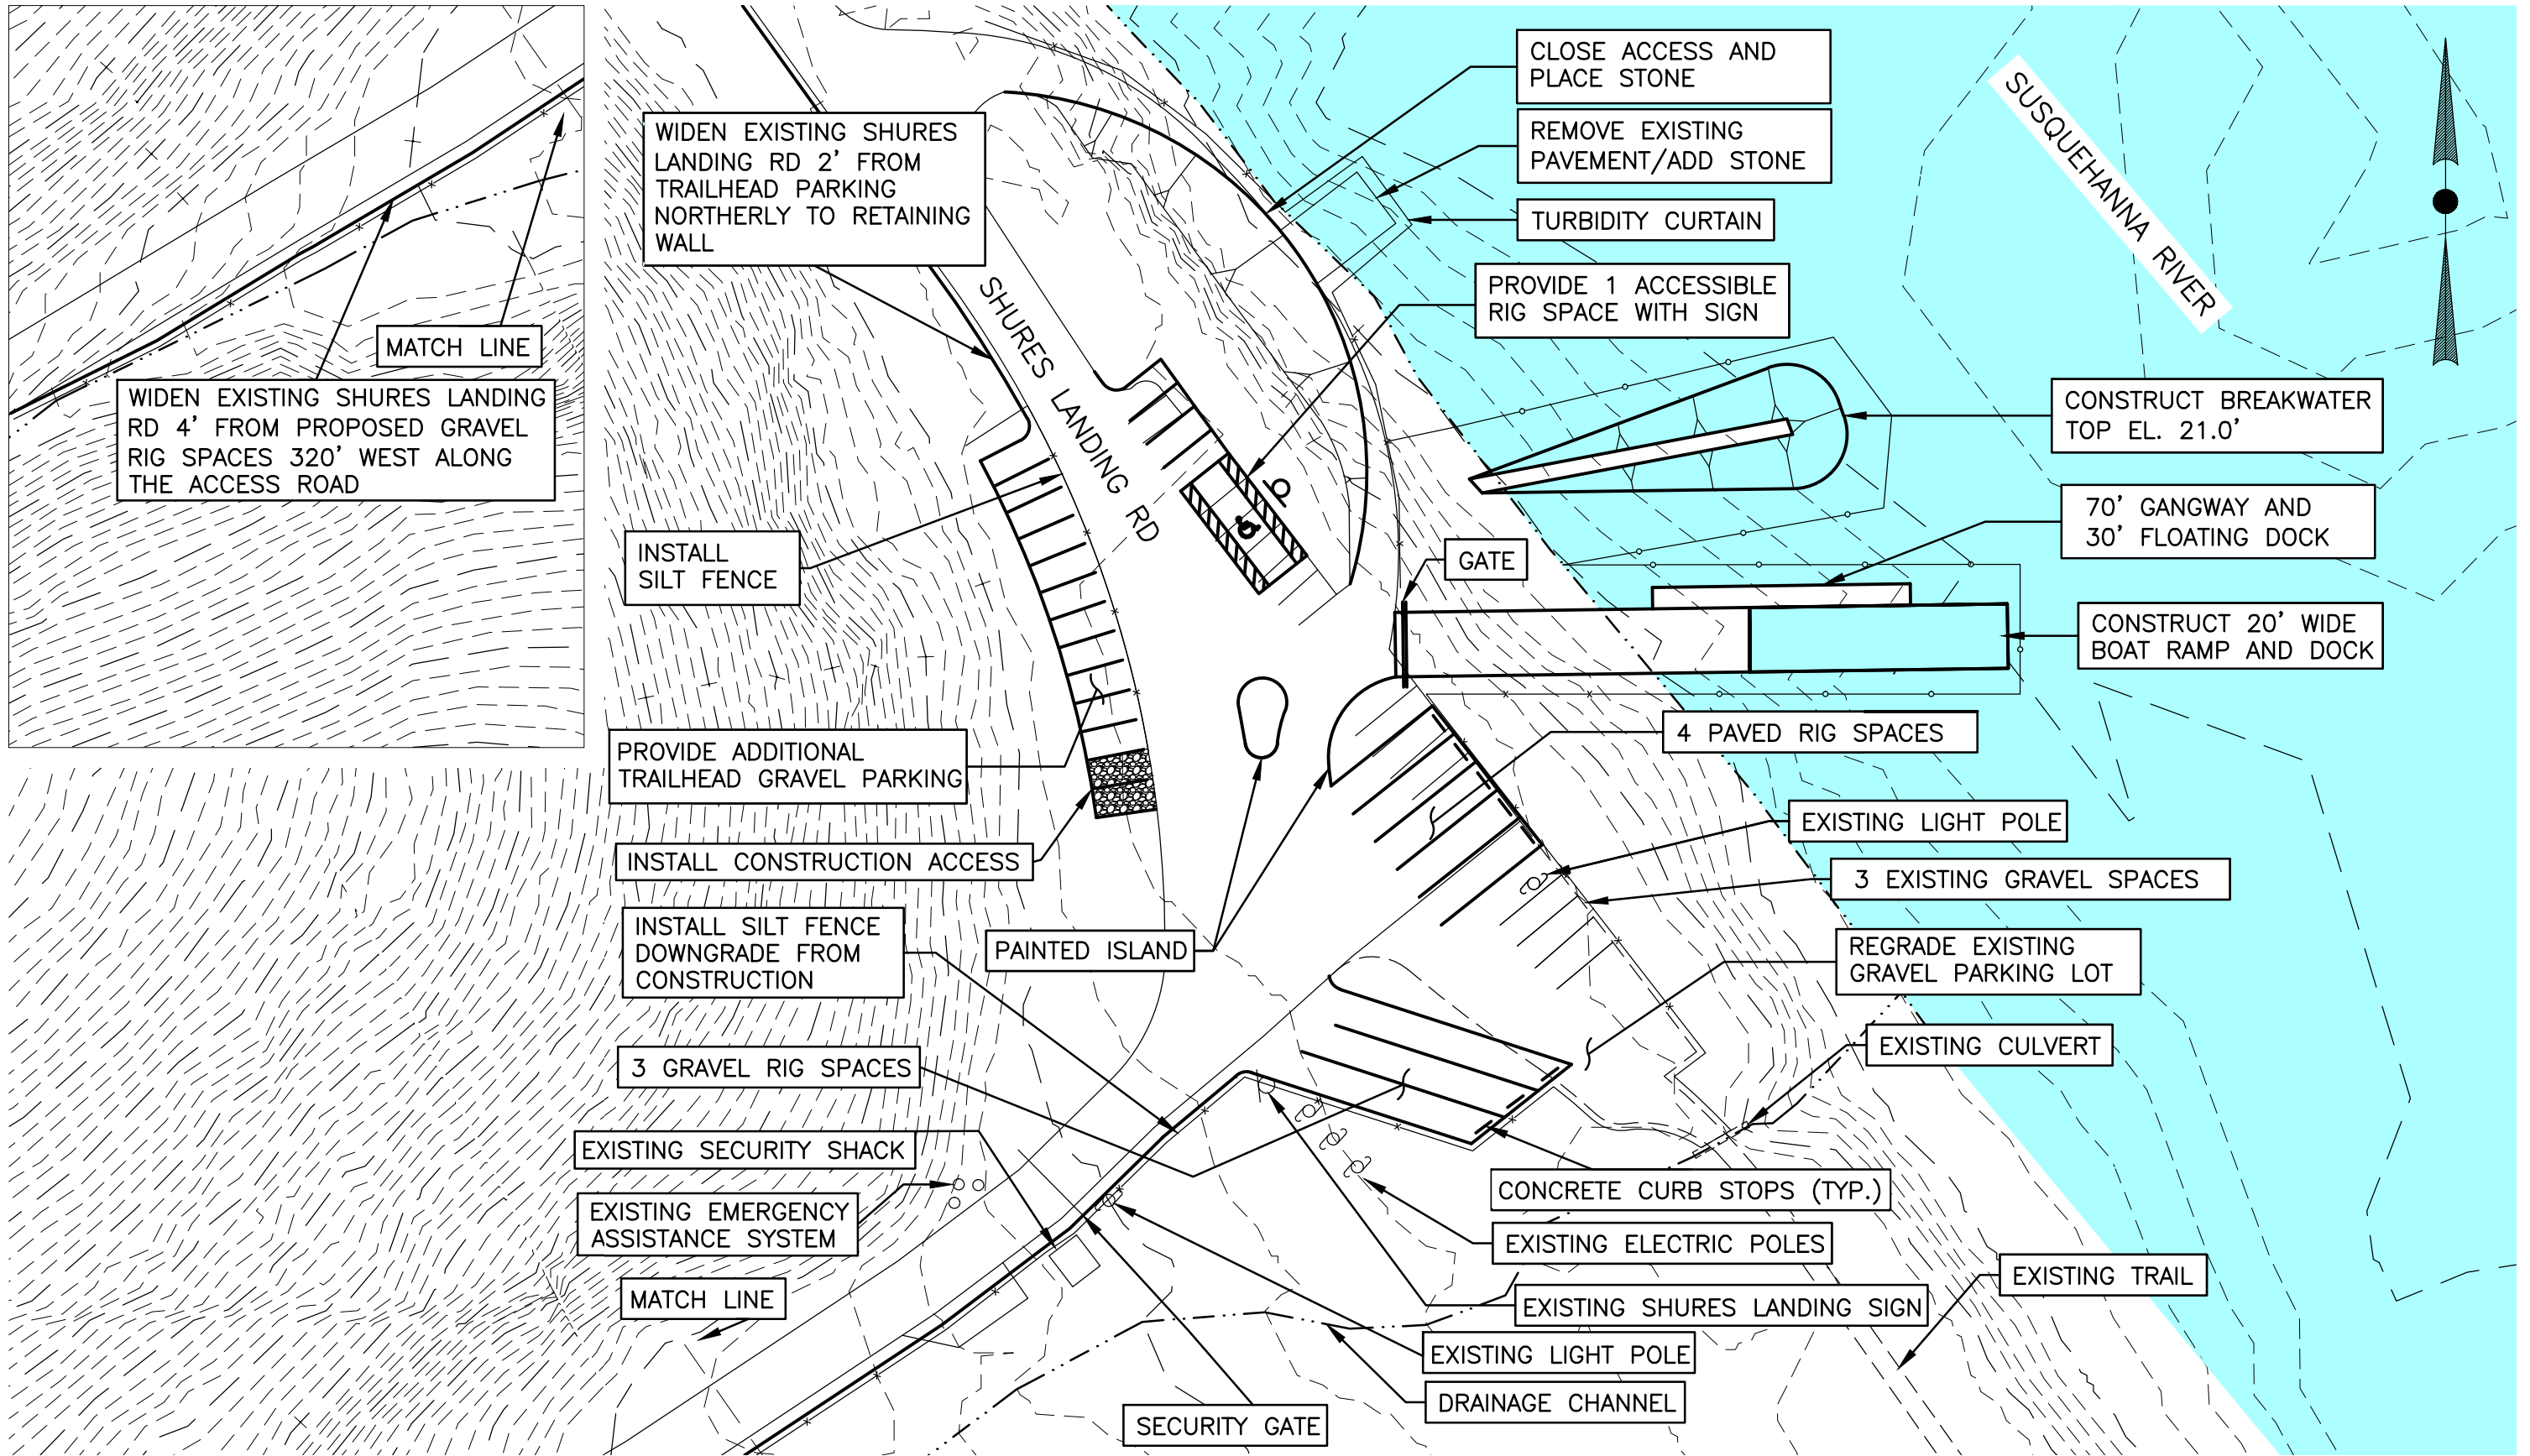 CLOSE ACCESS AND
PLACE STONE
REMOVE EXISTING
PAVEMENT/ADD STONE
TURBIDITY CURTAIN
PROVIDE 1 ACCESSIBLE
RIG SPACE WITH SIGN
SUSQUEHANNA RIVER
WIDEN EXISTING SHURES
LANDING RD 2' FROM
TRAILHEAD PARKING
NORTHERLY TO RETAINING
WALL
SHURES LANDING RD
MATCH LINE
WIDEN EXISTING SHURES LANDING
RD 4' FROM PROPOSED GRAVEL
RIG SPACES 320' WEST ALONG
THE ACCESS ROAD
CONSTRUCT BREAKWATER
TOP EL. 21.0'
70' GANGWAY AND
30' FLOATING DOCK
INSTALL
SILT FENCE
GATE
CONSTRUCT 20' WIDE
BOAT RAMP AND DOCK
4 PAVED RIG SPACES
PROVIDE ADDITIONAL
TRAILHEAD GRAVEL PARKING
EXISTING LIGHT POLE
INSTALL CONSTRUCTION ACCESS
3 EXISTING GRAVEL SPACES
INSTALL SILT FENCE
DOWNGRADE FROM
CONSTRUCTION
PAINTED ISLAND
REGRADE EXISTING
GRAVEL PARKING LOT
EXISTING CULVERT
3 GRAVEL RIG SPACES
EXISTING SECURITY SHACK
CONCRETE CURB STOPS (TYP.)
EXISTING EMERGENCY
ASSISTANCE SYSTEM
EXISTING ELECTRIC POLES
EXISTING TRAIL
MATCH LINE
EXISTING SHURES LANDING SIGN
EXISTING LIGHT POLE
DRAINAGE CHANNEL
SECURITY GATE